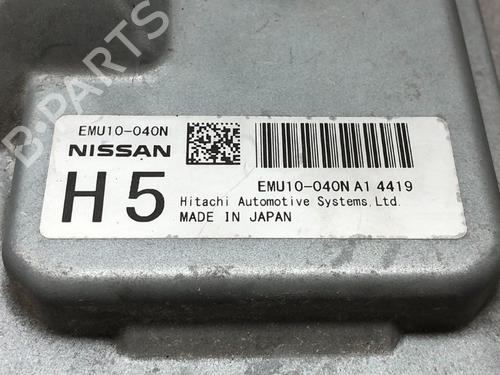 EMU10-040N
NISSAN
H5
EMU10-040N A1 4419
Hitachi Automotive Systems,Ltd.
MADE IN JAPAN
B-PARTS